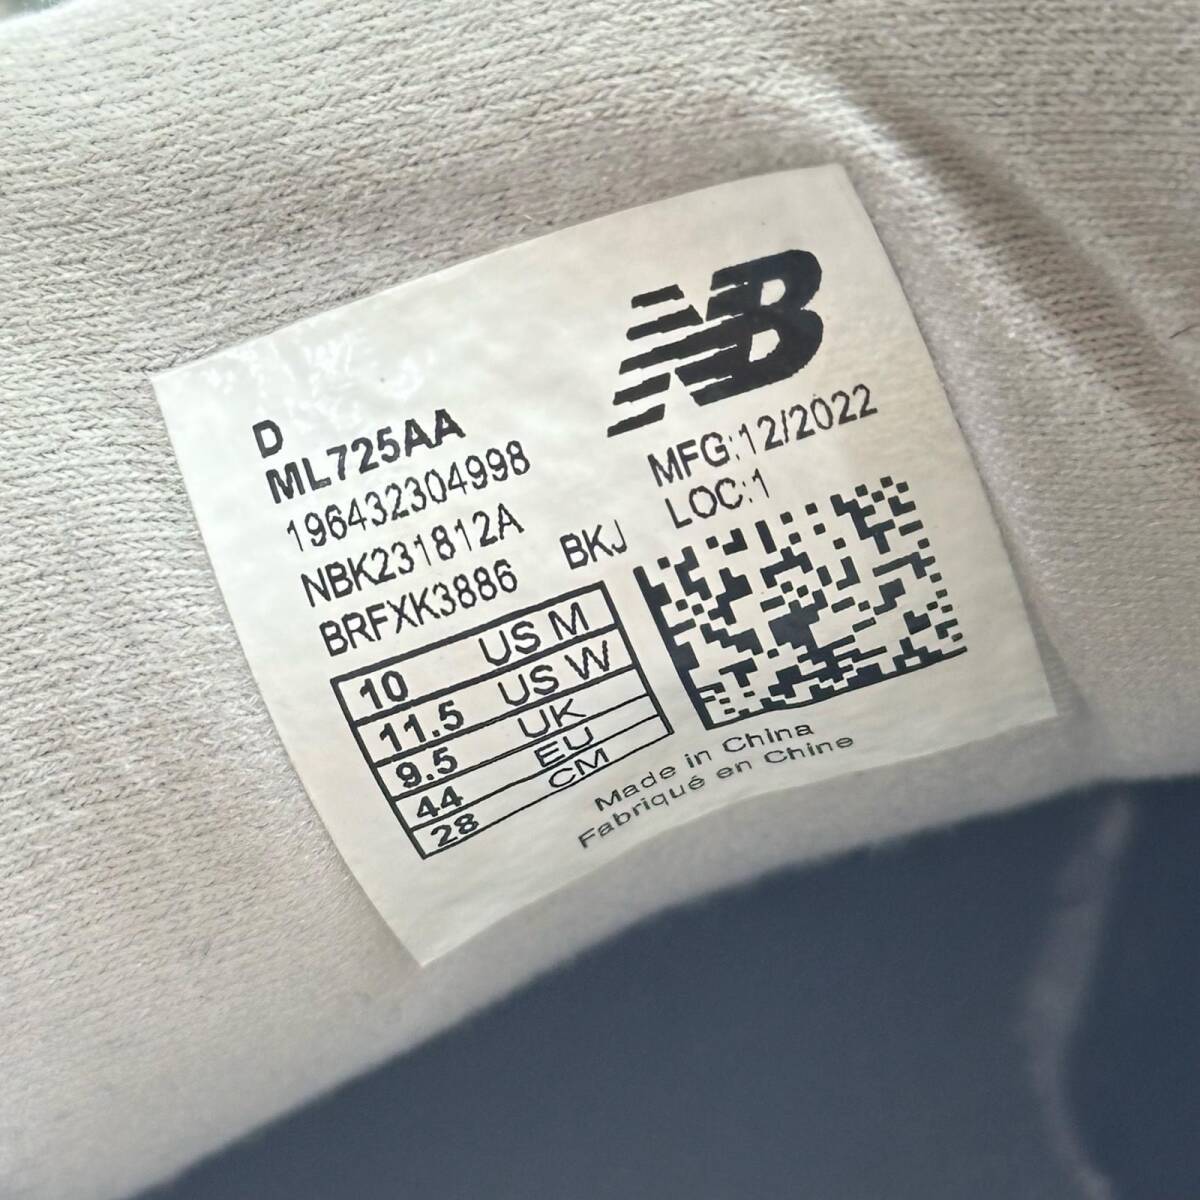 NB
MFG:12/2022
LOC:1
D
ML725AA
196432304998
NBK231812A
BRFXK3886 BKJ
10 US M
11.5 US W
9.5 UK
44 EU
28 CM
Made in China
Fabriqué en Chine